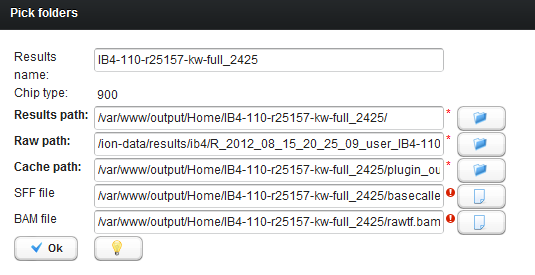 Pick folders
Results name: IB4-110-r25157-kw-full_2425
Chip type: 900
Results path: /var/www/output/Home/IB4-110-r25157-kw-full_2425/ *
Raw path: /ion-data/results/ib4/R_2012_08_15_20_25_09_user_IB4-110 *
Cache path: /var/www/output/Home/IB4-110-r25157-kw-full_2425/plugin_ou *
SFF file /var/www/output/Home/IB4-110-r25157-kw-full_2425/basecalle
BAM file /var/www/output/Home/IB4-110-r25157-kw-full_2425/rawtf.bam
Ok